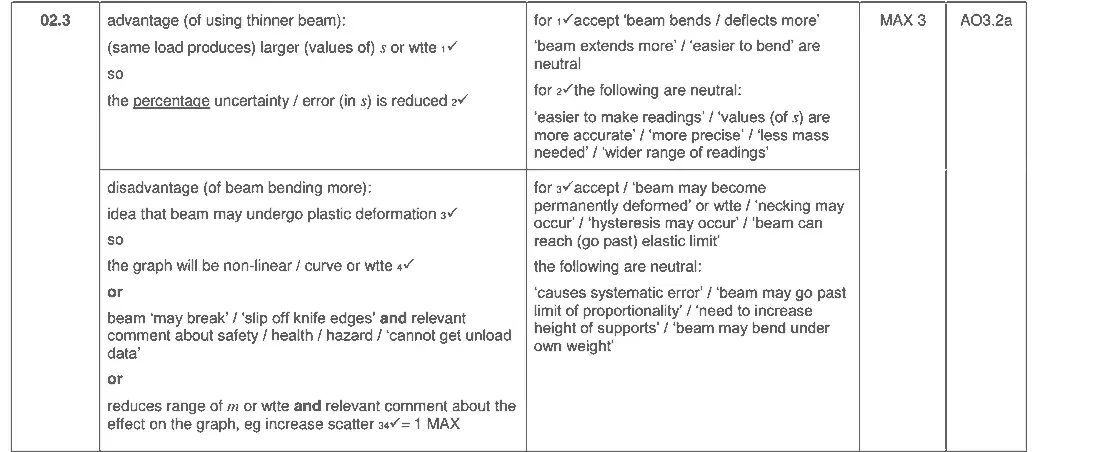 02.3
advantage (of using thinner beam):
(same load produces) larger (values of) s or wtte 1✓
so
the percentage uncertainty / error (in s) is reduced 2✓
for 1✓accept ‘beam bends / deflects more’
‘beam extends more’ / ‘easier to bend’ are
neutral
for 2✓the following are neutral:
‘easier to make readings’ / ‘values (of s) are
more accurate’ / ‘more precise’ / ‘less mass
needed’ / ‘wider range of readings’
MAX 3
AO3.2a
disadvantage (of beam bending more):
idea that beam may undergo plastic deformation 3✓
so
the graph will be non-linear / curve or wtte 4✓
or
beam ‘may break’ / ‘slip off knife edges’ and relevant
comment about safety / health / hazard / ‘cannot get unload
data’
or
reduces range of m or wtte and relevant comment about the
effect on the graph, eg increase scatter 34✓= 1 MAX
for 3✓accept / ‘beam may become
permanently deformed’ or wtte / ‘necking may
occur’ / ‘hysteresis may occur’ / ‘beam can
reach (go past) elastic limit’
the following are neutral:
‘causes systematic error’ / ‘beam may go past
limit of proportionality’ / ‘need to increase
height of supports’ / ‘beam may bend under
own weight’